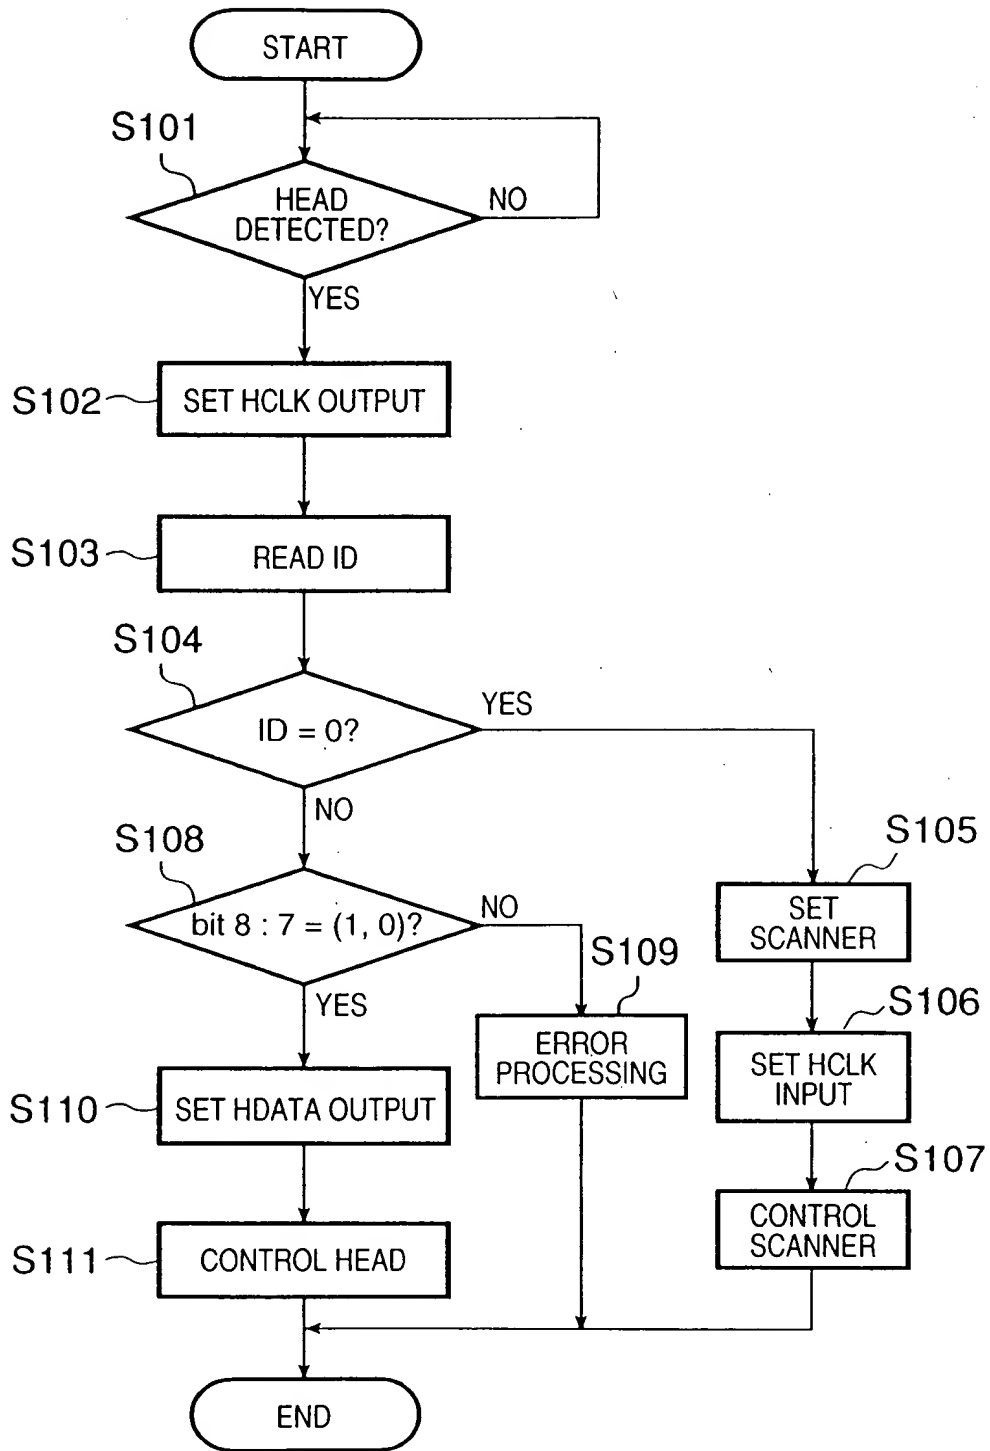 START
S101
HEAD
DETECTED?
NO
YES
S102
SET HCLK OUTPUT
S103
READ ID
S104
ID = 0?
YES
NO
S108
bit 8 : 7 = (1, 0)?
NO
YES
S105
SET
SCANNER
S109
ERROR
PROCESSING
S106
SET HCLK
INPUT
S110
SET HDATA OUTPUT
S107
CONTROL
SCANNER
S111
CONTROL HEAD
END